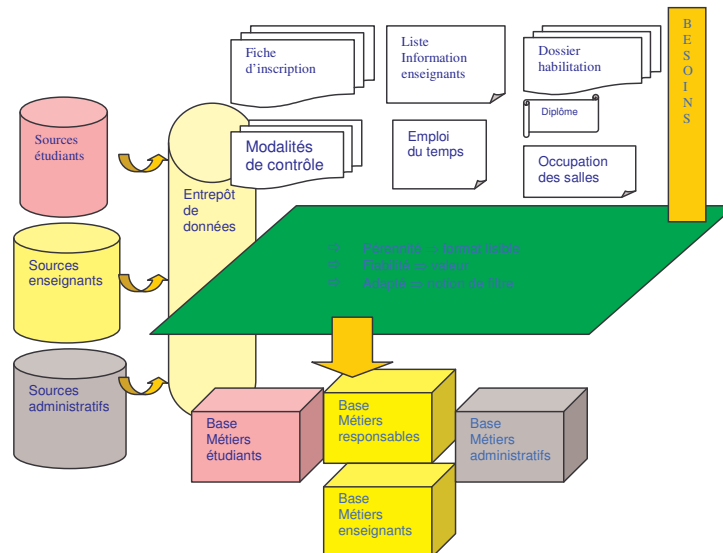 Fiche
d'inscription
Liste
Information
enseignants
Dossier
habilitation
B
E
S
O
I
N
S
Diplôme
Sources
étudiants
Modalités
de contrôle
Emploi
du temps
Occupation
des salles
Entrepôt
de
données
Sources
enseignants
Sources
administratifs
Base
Métiers
étudiants
Base
Métiers
responsables
Base
Métiers
administratifs
Base
Métiers
enseignants